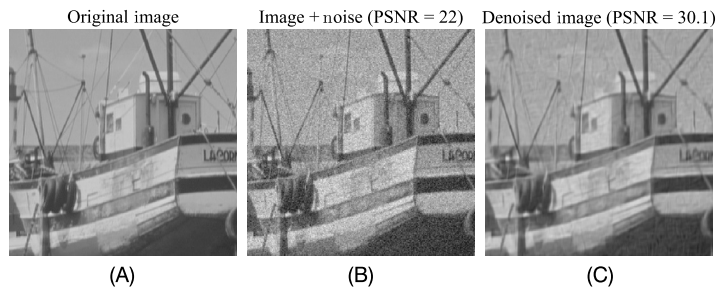 Original image
Image + noise (PSNR = 22)
Denoised image (PSNR = 30.1)
(A)
(B)
(C)